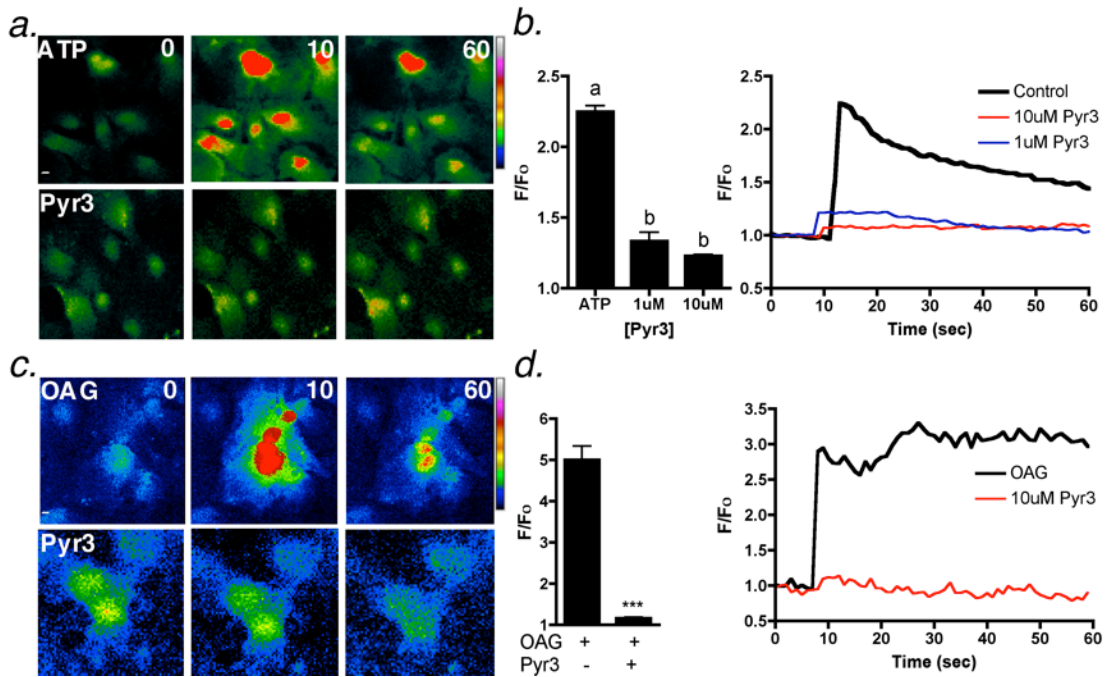 a.
ATP 0 10 60
Pyr3
b.
2.5
2.0
1.5
1.0
F/Fo
a
b
b
ATP 1uM 10uM
[Pyr3]
2.5
2.0
1.5
1.0
0.5
F/Fo
Control
10uM Pyr3
1uM Pyr3
0 10 20 30 40 50 60
Time (sec)
c.
OAG 0 10 60
Pyr3
d.
6
5
4
3
2
1
F/Fo
***
OAG + +
Pyr3 - +
3.5
3.0
2.5
2.0
1.5
1.0
0.5
F/Fo
OAG
10uM Pyr3
0 10 20 30 40 50 60
Time (sec)